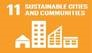 11 SUSTAINABLE CITIES
AND COMMUNITIES